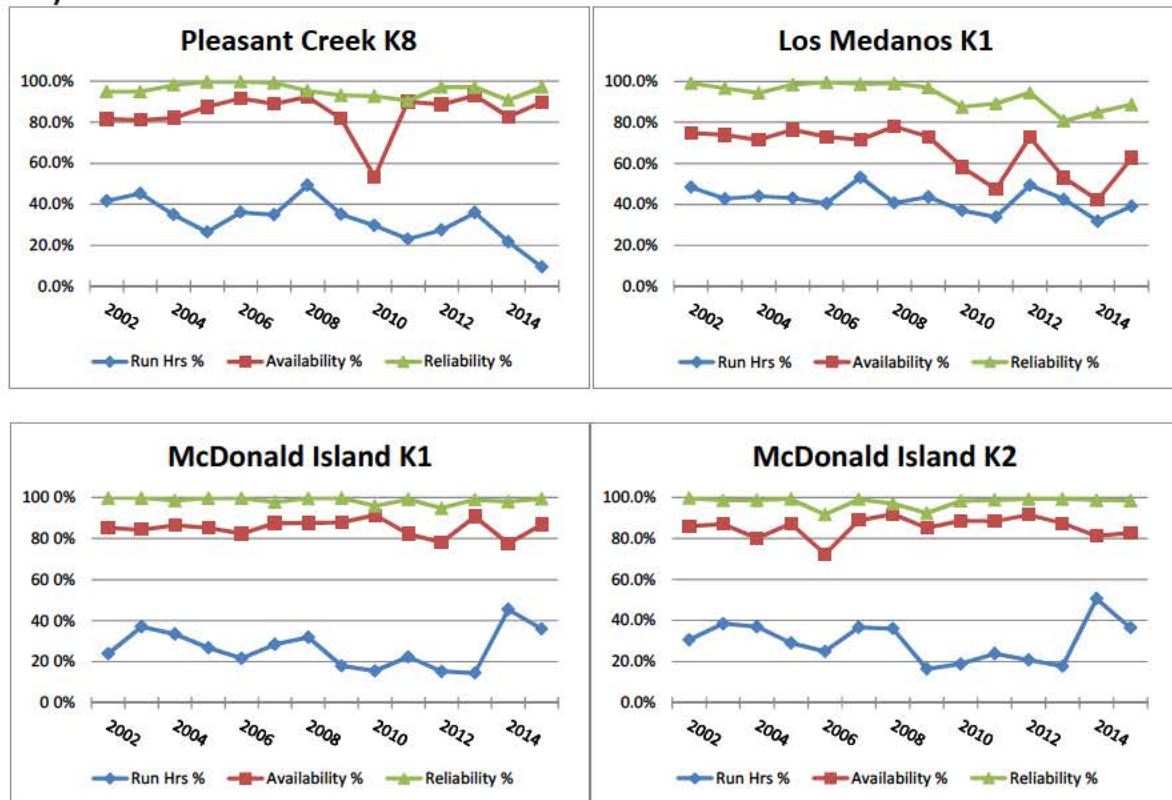 Pleasant Creek K8
100.0%
80.0%
60.0%
40.0%
20.0%
0.0%
2002 2004 2006 2008 2010 2012 2014
Run Hrs % Availability % Reliability %
Los Medanos K1
100.0%
80.0%
60.0%
40.0%
20.0%
0.0%
2002 2004 2006 2008 2010 2012 2014
Run Hrs % Availability % Reliability %
McDonald Island K1
100 0%
80 0%
60 0%
40 0%
20 0%
0 0%
2002 2004 2006 2008 2010 2012 2014
Run Hrs % Availability % Reliability %
McDonald Island K2
100 0%
80.0%
60 0%
40.0%
20.0%
0.0%
2002 2004 2006 2008 2010 2012 2014
Run Hrs % Availability % Reliability %